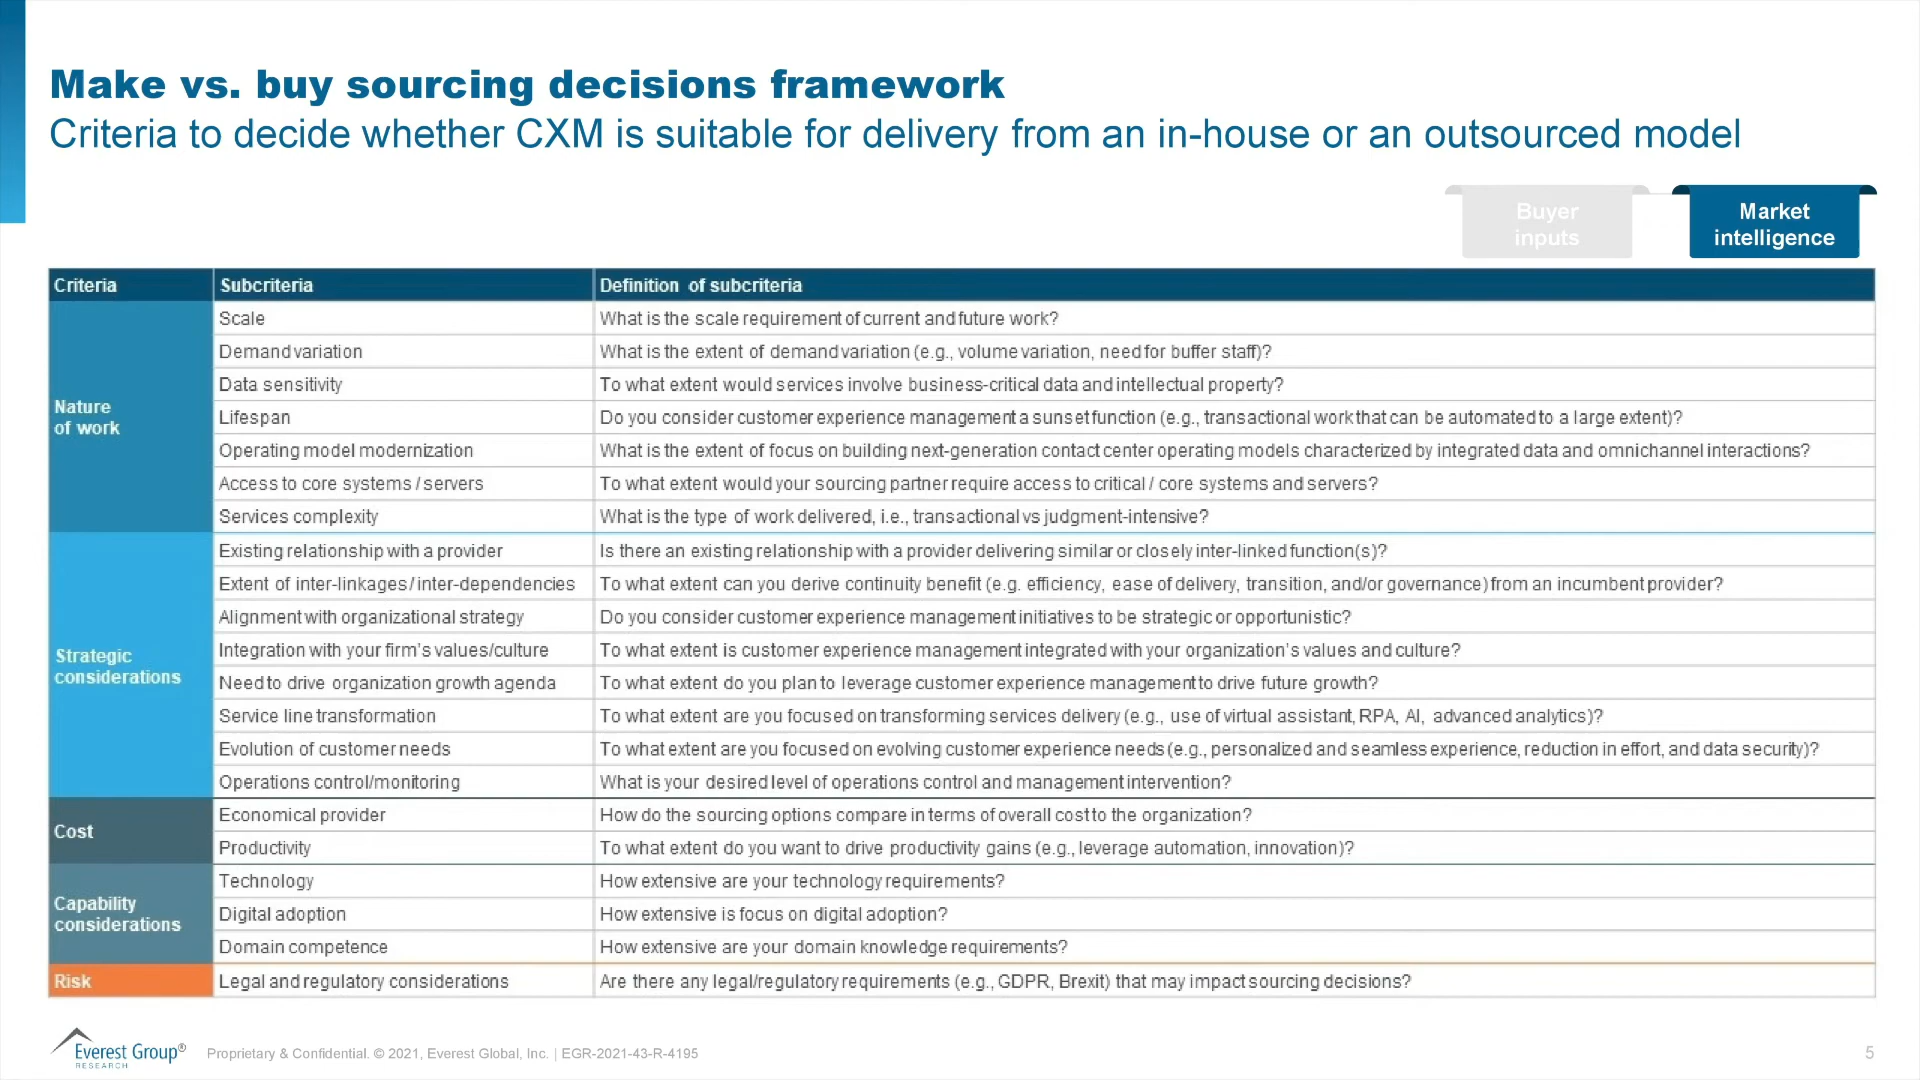 Make vs. buy sourcing decisions framework
Criteria to decide whether CXM is suitable for delivery from an in-house or an outsourced model
Buyer
inputs
Market
intelligence
Criteria Subcriteria Definition of subcriteria
Nature
of work
Scale What is the scale requirement of current and future work?
Demand variation What is the extent of demand variation (e.g., volume variation, need for buffer staff)?
Data sensitivity To what extent would services involve business-critical data and intellectual property?
Lifespan Do you consider customer experience management a sunset function (e.g., transactional work that can be automated to a large extent)?
Operating model modernization What is the extent of focus on building next-generation contact center operating models characterized by integrated data and omnichannel interactions?
Access to core systems / servers To what extent would your sourcing partner require access to critical / core systems and servers?
Services complexity What is the type of work delivered, i.e., transactional vs judgment-intensive?
Strategic
considerations
Existing relationship with a provider Is there an existing relationship with a provider delivering similar or closely inter-linked function(s)?
Extent of inter-linkages / inter-dependencies To what extent can you derive continuity benefit (e.g. efficiency, ease of delivery, transition, and/or governance) from an incumbent provider?
Alignment with organizational strategy Do you consider customer experience management initiatives to be strategic or opportunistic?
Integration with your firm's values/culture To what extent is customer experience management integrated with your organization's values and culture?
Need to drive organization growth agenda To what extent do you plan to leverage customer experience management to drive future growth?
Service line transformation To what extent are you focused on transforming services delivery (e.g., use of virtual assistant, RPA, AI, advanced analytics)?
Evolution of customer needs To what extent are you focused on evolving customer experience needs (e.g., personalized and seamless experience, reduction in effort, and data security)?
Operations control/monitoring What is your desired level of operations control and management intervention?
Cost
Economical provider How do the sourcing options compare in terms of overall cost to the organization?
Productivity To what extent do you want to drive productivity gains (e.g., leverage automation, innovation)?
Capability
considerations
Technology How extensive are your technology requirements?
Digital adoption How extensive is focus on digital adoption?
Domain competence How extensive are your domain knowledge requirements?
Risk Legal and regulatory considerations Are there any legal/regulatory requirements (e.g., GDPR, Brexit) that may impact sourcing decisions?
Everest Group®
RESEARCH
Proprietary & Confidential. © 2021, Everest Global, Inc. | EGR-2021-43-R-4195
5